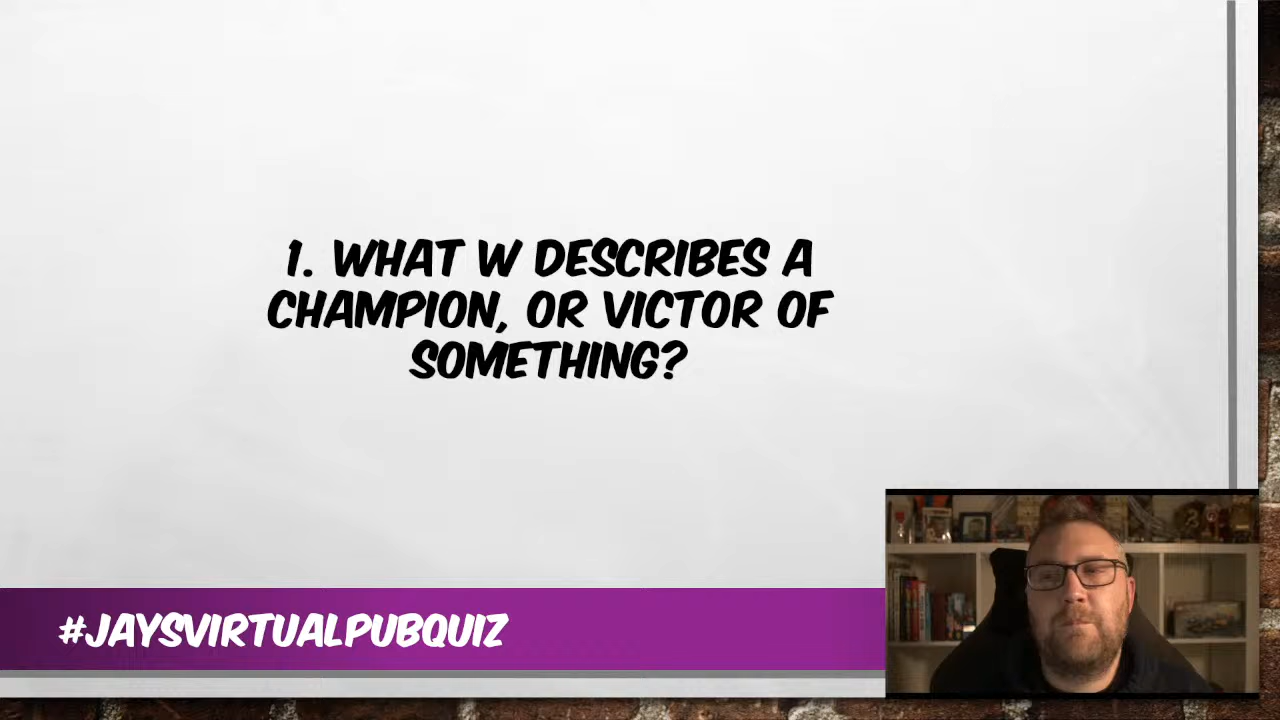 1. WHAT W DESCRIBES A
CHAMPION, OR VICTOR OF
SOMETHING?
#JAYSVIRTUALPUBQUIZ